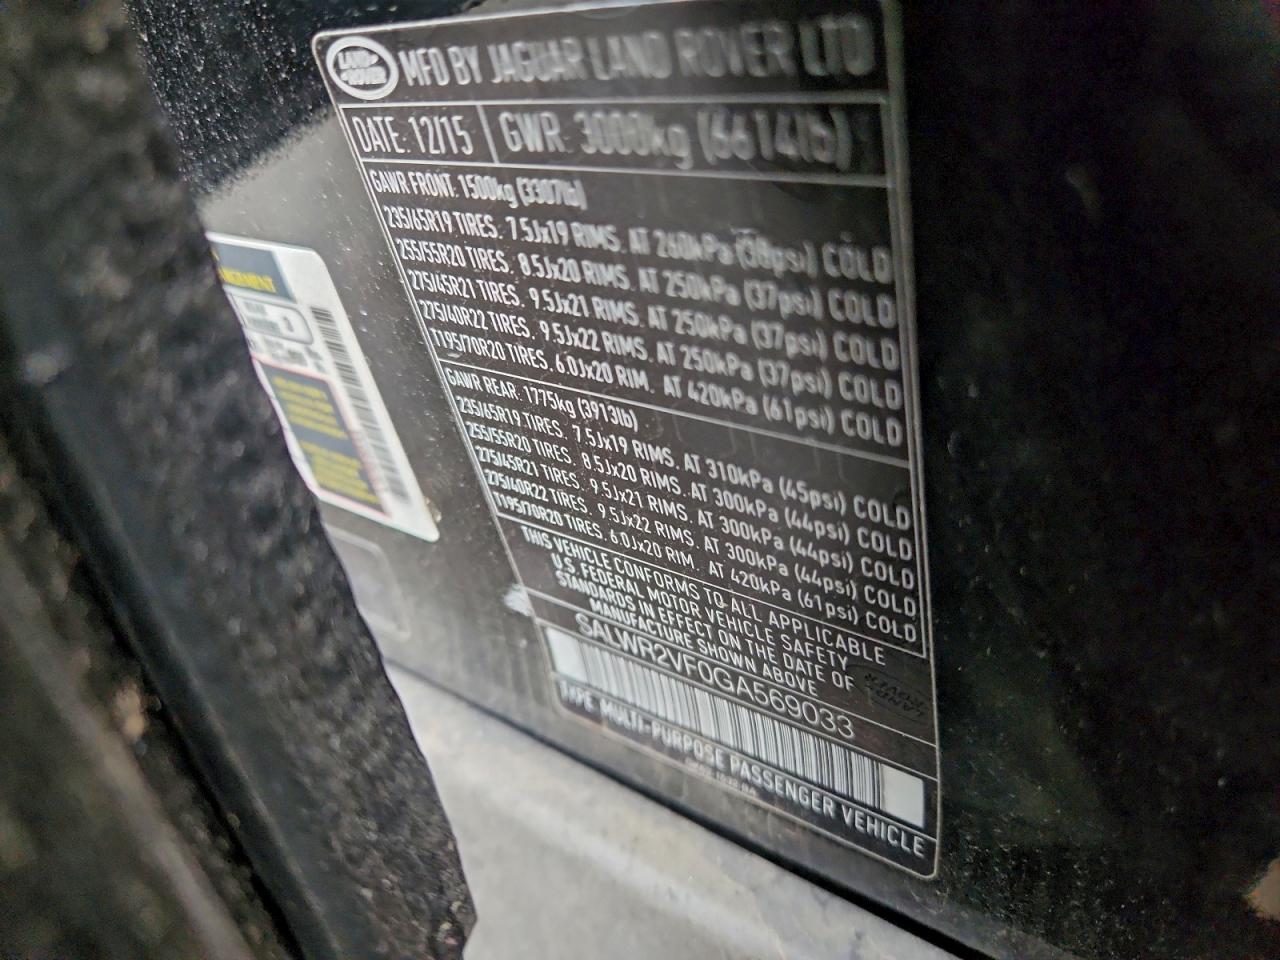 LAND ROVER
MFD BY JAGUAR LAND ROVER LTD
DATE: 12/15 GWR: 3000kg (6614lb)
GAWR FRONT. 1500kg (3307lb)
235/65R19 TIRES. 7.5Jx19 RIMS. AT 260kPa (38psi) COLD
255/55R20 TIRES. 8.5Jx20 RIMS. AT 250kPa (37psi) COLD
275/45R21 TIRES. 9.5Jx21 RIMS. AT 250kPa (37psi) COLD
275/40R22 TIRES. 9.5Jx22 RIMS. AT 250kPa (37psi) COLD
T195/70R20 TIRES. 6.0Jx20 RIM. AT 420kPa (61psi) COLD
GAWR REAR. 1775kg (3913lb)
235/65R19 TIRES. 7.5Jx19 RIMS. AT 310kPa (45psi) COLD
255/55R20 TIRES. 8.5Jx20 RIMS. AT 300kPa (44psi) COLD
275/45R21 TIRES. 9.5Jx21 RIMS. AT 300kPa (44psi) COLD
275/40R22 TIRES. 9.5Jx22 RIMS. AT 300kPa (44psi) COLD
T195/70R20 TIRES. 6.0Jx20 RIM. AT 420kPa (61psi) COLD
THIS VEHICLE CONFORMS TO ALL APPLICABLE
U.S. FEDERAL MOTOR VEHICLE SAFETY
STANDARDS IN EFFECT ON THE DATE OF
MANUFACTURE SHOWN ABOVE
LAND ROVER
SALWR2VF0GA569033
TYPE: MULTI-PURPOSE PASSENGER VEHICLE